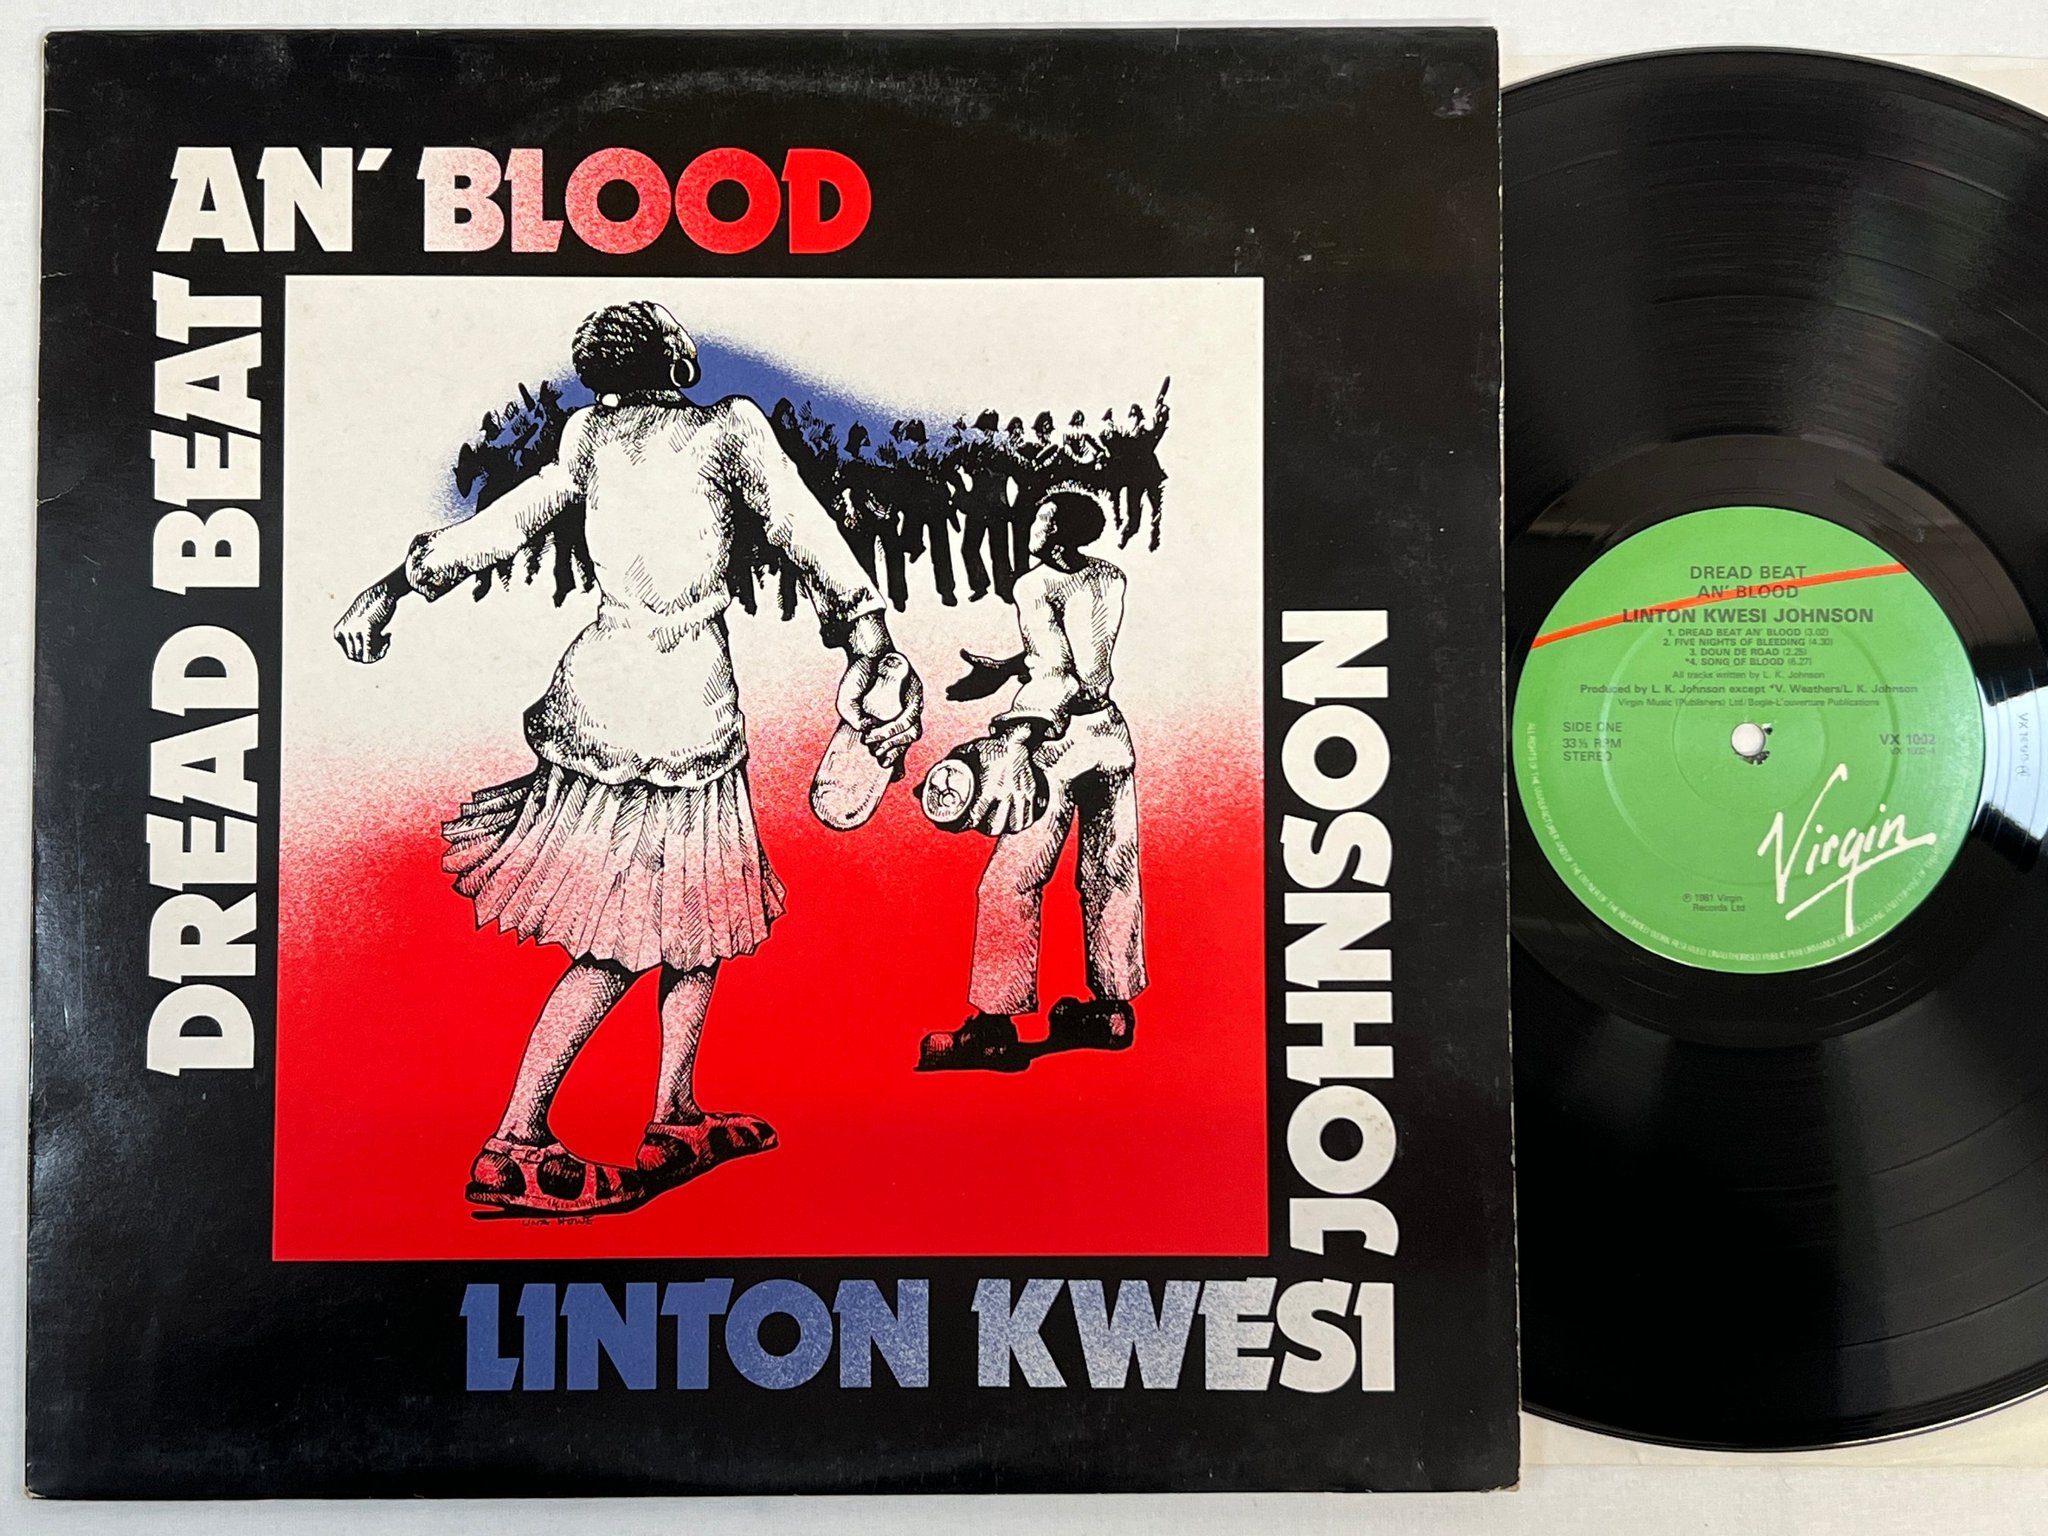 DREAD BEAT
AN' BLOOD
LINTON KWESI
JOHNSON
UNA HOWE
DREAD BEAT
AN' BLOOD
LINTON KWESI JOHNSON
1. DREAD BEAT AN' BLOOD (3.02)
2. FIVE NIGHTS OF BLEEDING (4.30)
3. DOUN DE ROAD (2.25)
*4. SONG OF BLOOD (6.27)
All tracks written by L. K. Johnson
Produced by L. K. Johnson except *V. Weathers/L. K. Johnson
Virgin Music (Publishers) Ltd/Bogle-L'ouverture Publications
SIDE ONE
33⅓ RPM
STEREO
VX 1002
VX 1002-A
Virgin
℗ 1981 Virgin
Records Ltd